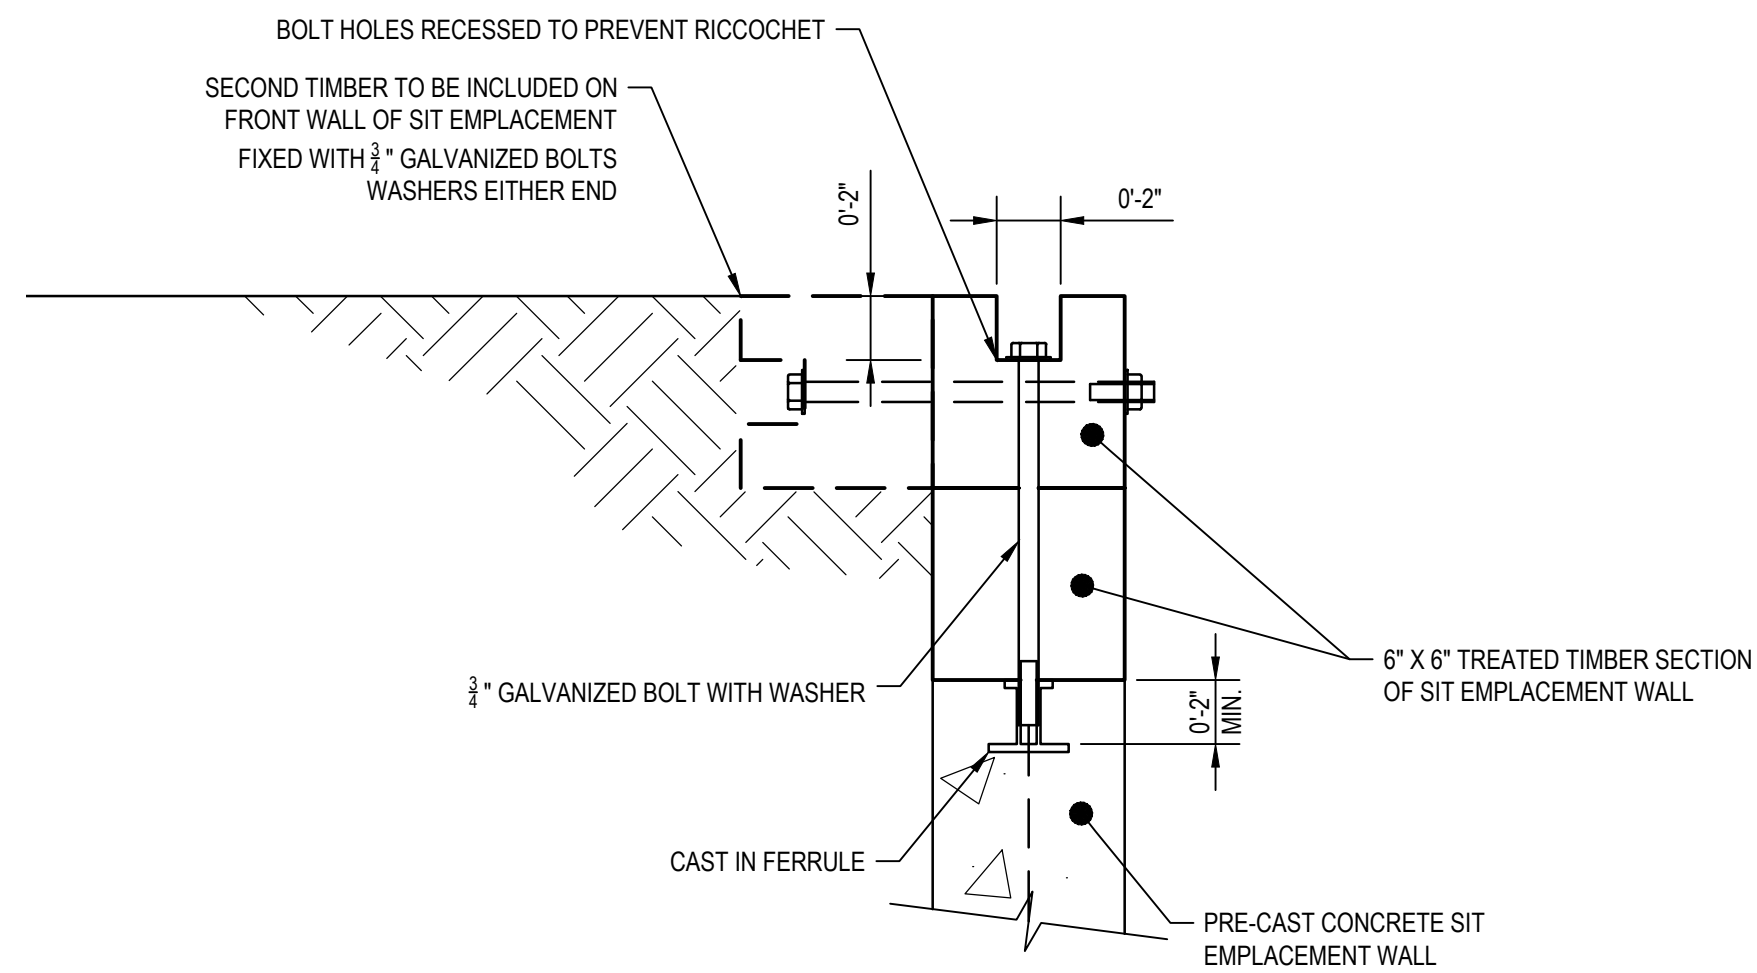 BOLT HOLES RECESSED TO PREVENT RICCOCHET
SECOND TIMBER TO BE INCLUDED ON
FRONT WALL OF SIT EMPLACEMENT
FIXED WITH 3/4 " GALVANIZED BOLTS
WASHERS EITHER END
0'-2"
0'-2"
3/4 " GALVANIZED BOLT WITH WASHER
6" X 6" TREATED TIMBER SECTION
OF SIT EMPLACEMENT WALL
0'-2"
MIN.
CAST IN FERRULE
PRE-CAST CONCRETE SIT
EMPLACEMENT WALL